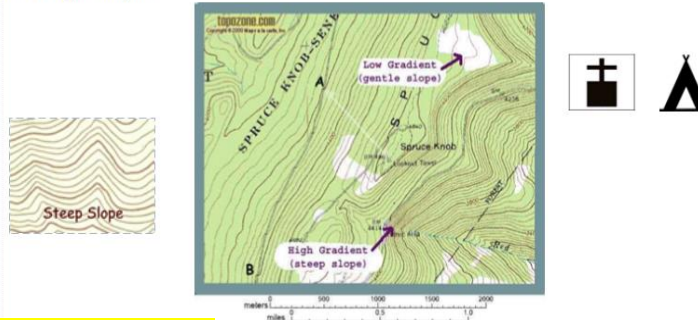 topozone.com
SPRUCE KNOB-SENE
Low Gradient
(gentle slope)
T
A
U
S P
Spruce Knob
Lookout Tower
Steep Slope
FOREST
High Gradient
(steep slope)
B
meters 0 500 1000 1500 2000
miles 0 0.5 1.0